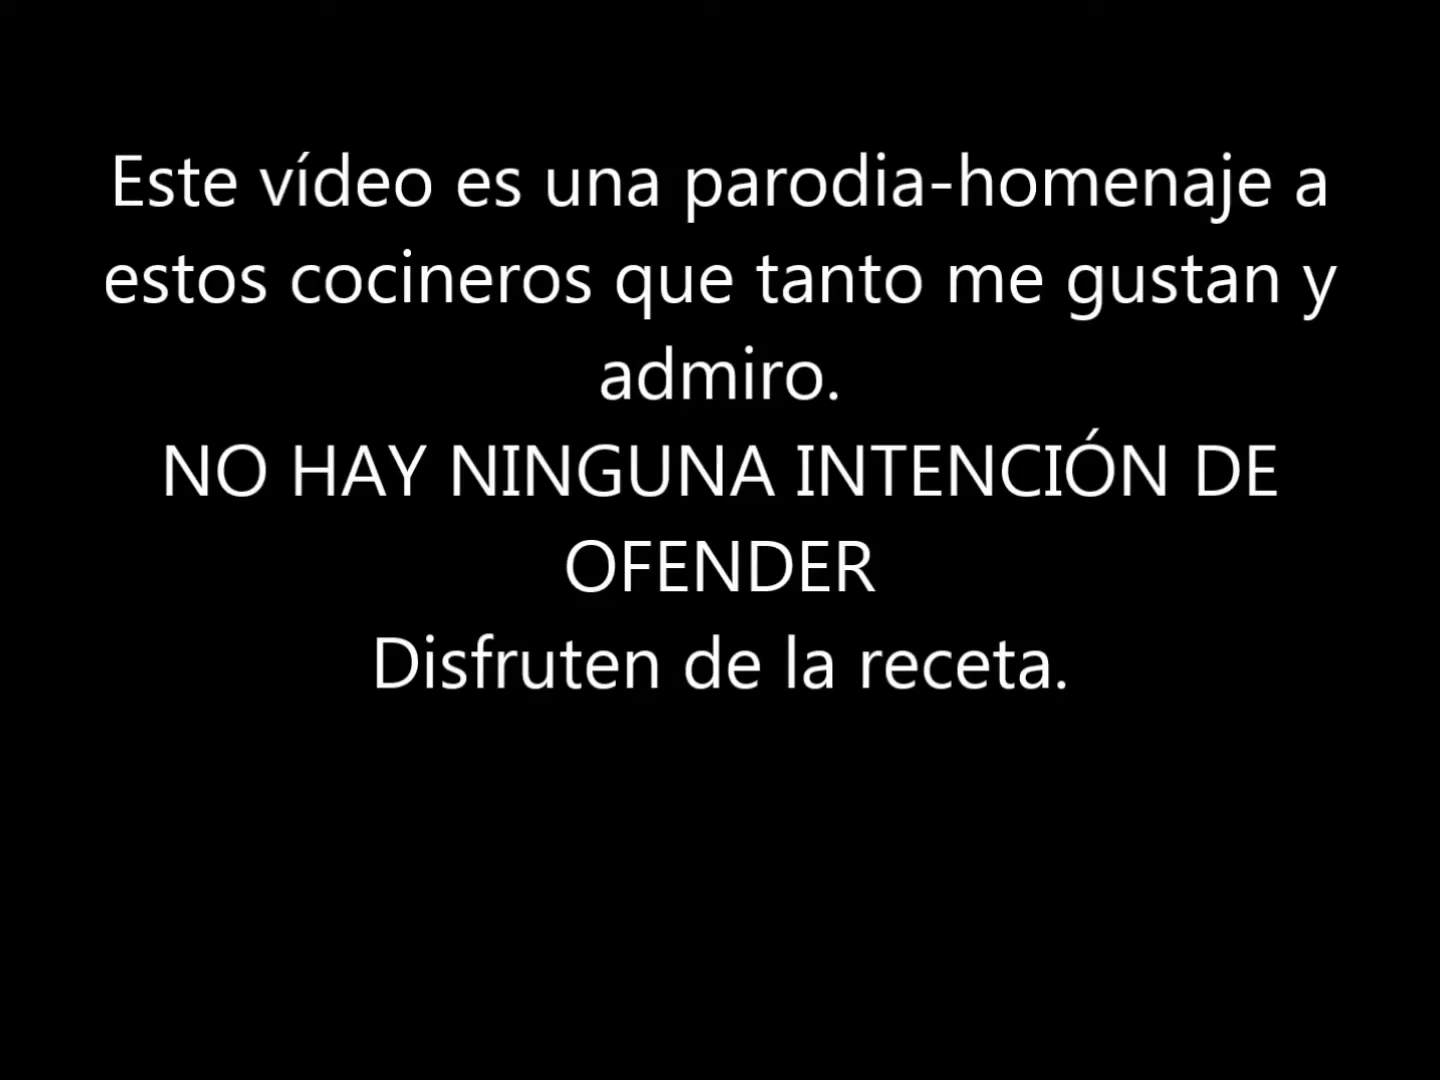 Este vídeo es una parodia-homenaje a
estos cocineros que tanto me gustan y
admiro.
NO HAY NINGUNA INTENCIÓN DE
OFENDER
Disfruten de la receta.